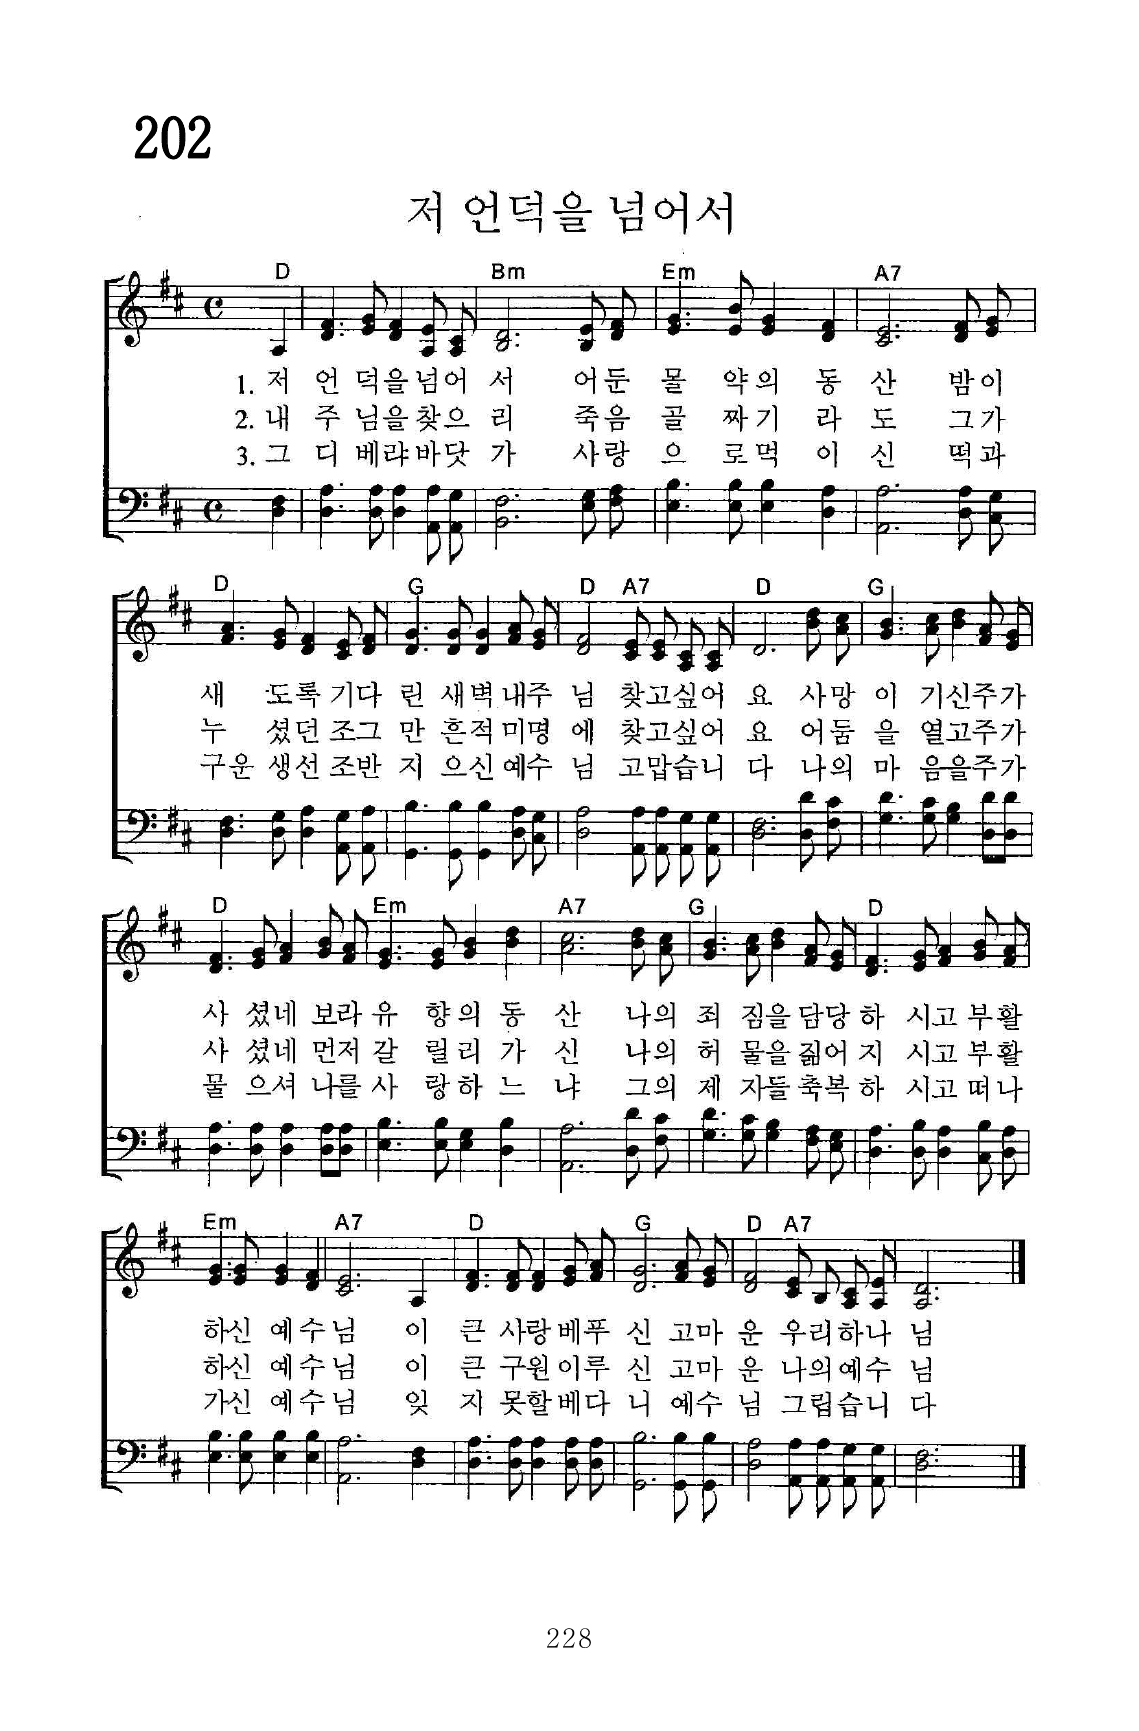 202
저 언덕을 넘어서
D Bm Em A7
1. 저 언 덕을넘어 서 어둔 몰 약의 동 산 밤이
2. 내 주 님을찾으 리 죽음 골 짜기 라 도 그가
3. 그 디 베랴바닷 가 사랑 으 로먹 이 신 떡과
D G D A7 D G
새 도록 기다 린 새벽 내주 님 찾고싶어 요 사망 이 기신주가
누 셨던 조그 만 흔적 미명 에 찾고싶어 요 어둠 을 열고주가
구운 생선 조반 지 으신 예수 님 고맙습니 다 나의 마 음을주가
D Em A7 G D
사 셨네 보라 유 향의 동 산 나의 죄 짐을 담당 하 시고 부활
사 셨네 먼저 갈 릴리 가 신 나의 허 물을 짊어 지 시고 부활
물 으셔 나를 사 랑하 느 냐 그의 제 자들 축복 하 시고 떠나
Em A7 D G D A7
하신 예수 님 이 큰 사랑 베푸 신 고마 운 우리하나 님
하신 예수 님 이 큰 구원 이루 신 고마 운 나의예수 님
가신 예수 님 잊 지 못할 베다 니 예수 님 그립습니 다
228